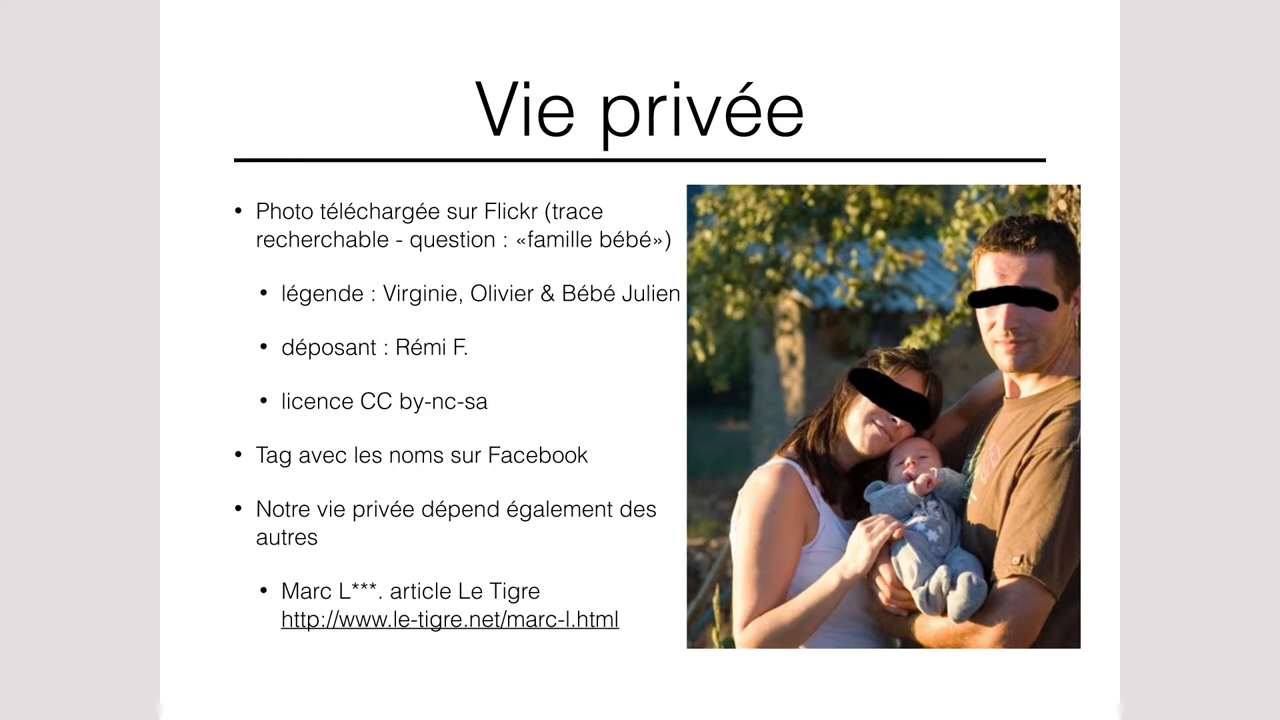 Vie privée
• Photo téléchargée sur Flickr (trace
recherchable - question : «famille bébé»)
• légende : Virginie, Olivier & Bébé Julien
• déposant : Rémi F.
• licence CC by-nc-sa
• Tag avec les noms sur Facebook
• Notre vie privée dépend également des
autres
• Marc L***. article Le Tigre
http://www.le-tigre.net/marc-l.html